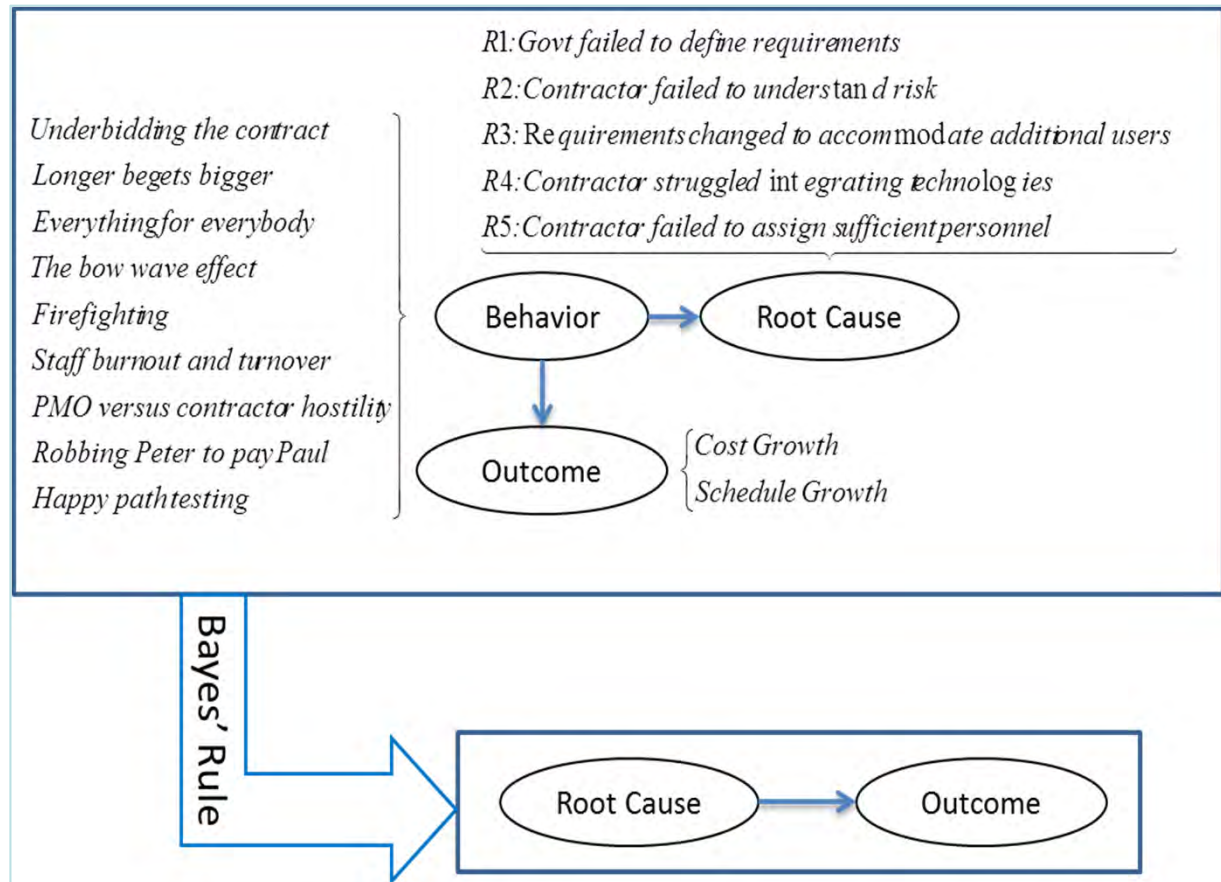 R1:Govt failed to define requirements
R2:Contractor failed to understand risk
R3: Requirements changed to accommodate additional users
R4:Contractor struggled integrating technologies
R5:Contractor failed to assign sufficient personnel
Underbidding the contract
Longer begets bigger
Everything for everybody
The bow wave effect
Firefighting
Staff burnout and turnover
PMO versus contractor hostility
Robbing Peter to pay Paul
Happy path testing
Behavior
Root Cause
Outcome
Cost Growth
Schedule Growth
Bayes' Rule
Root Cause
Outcome